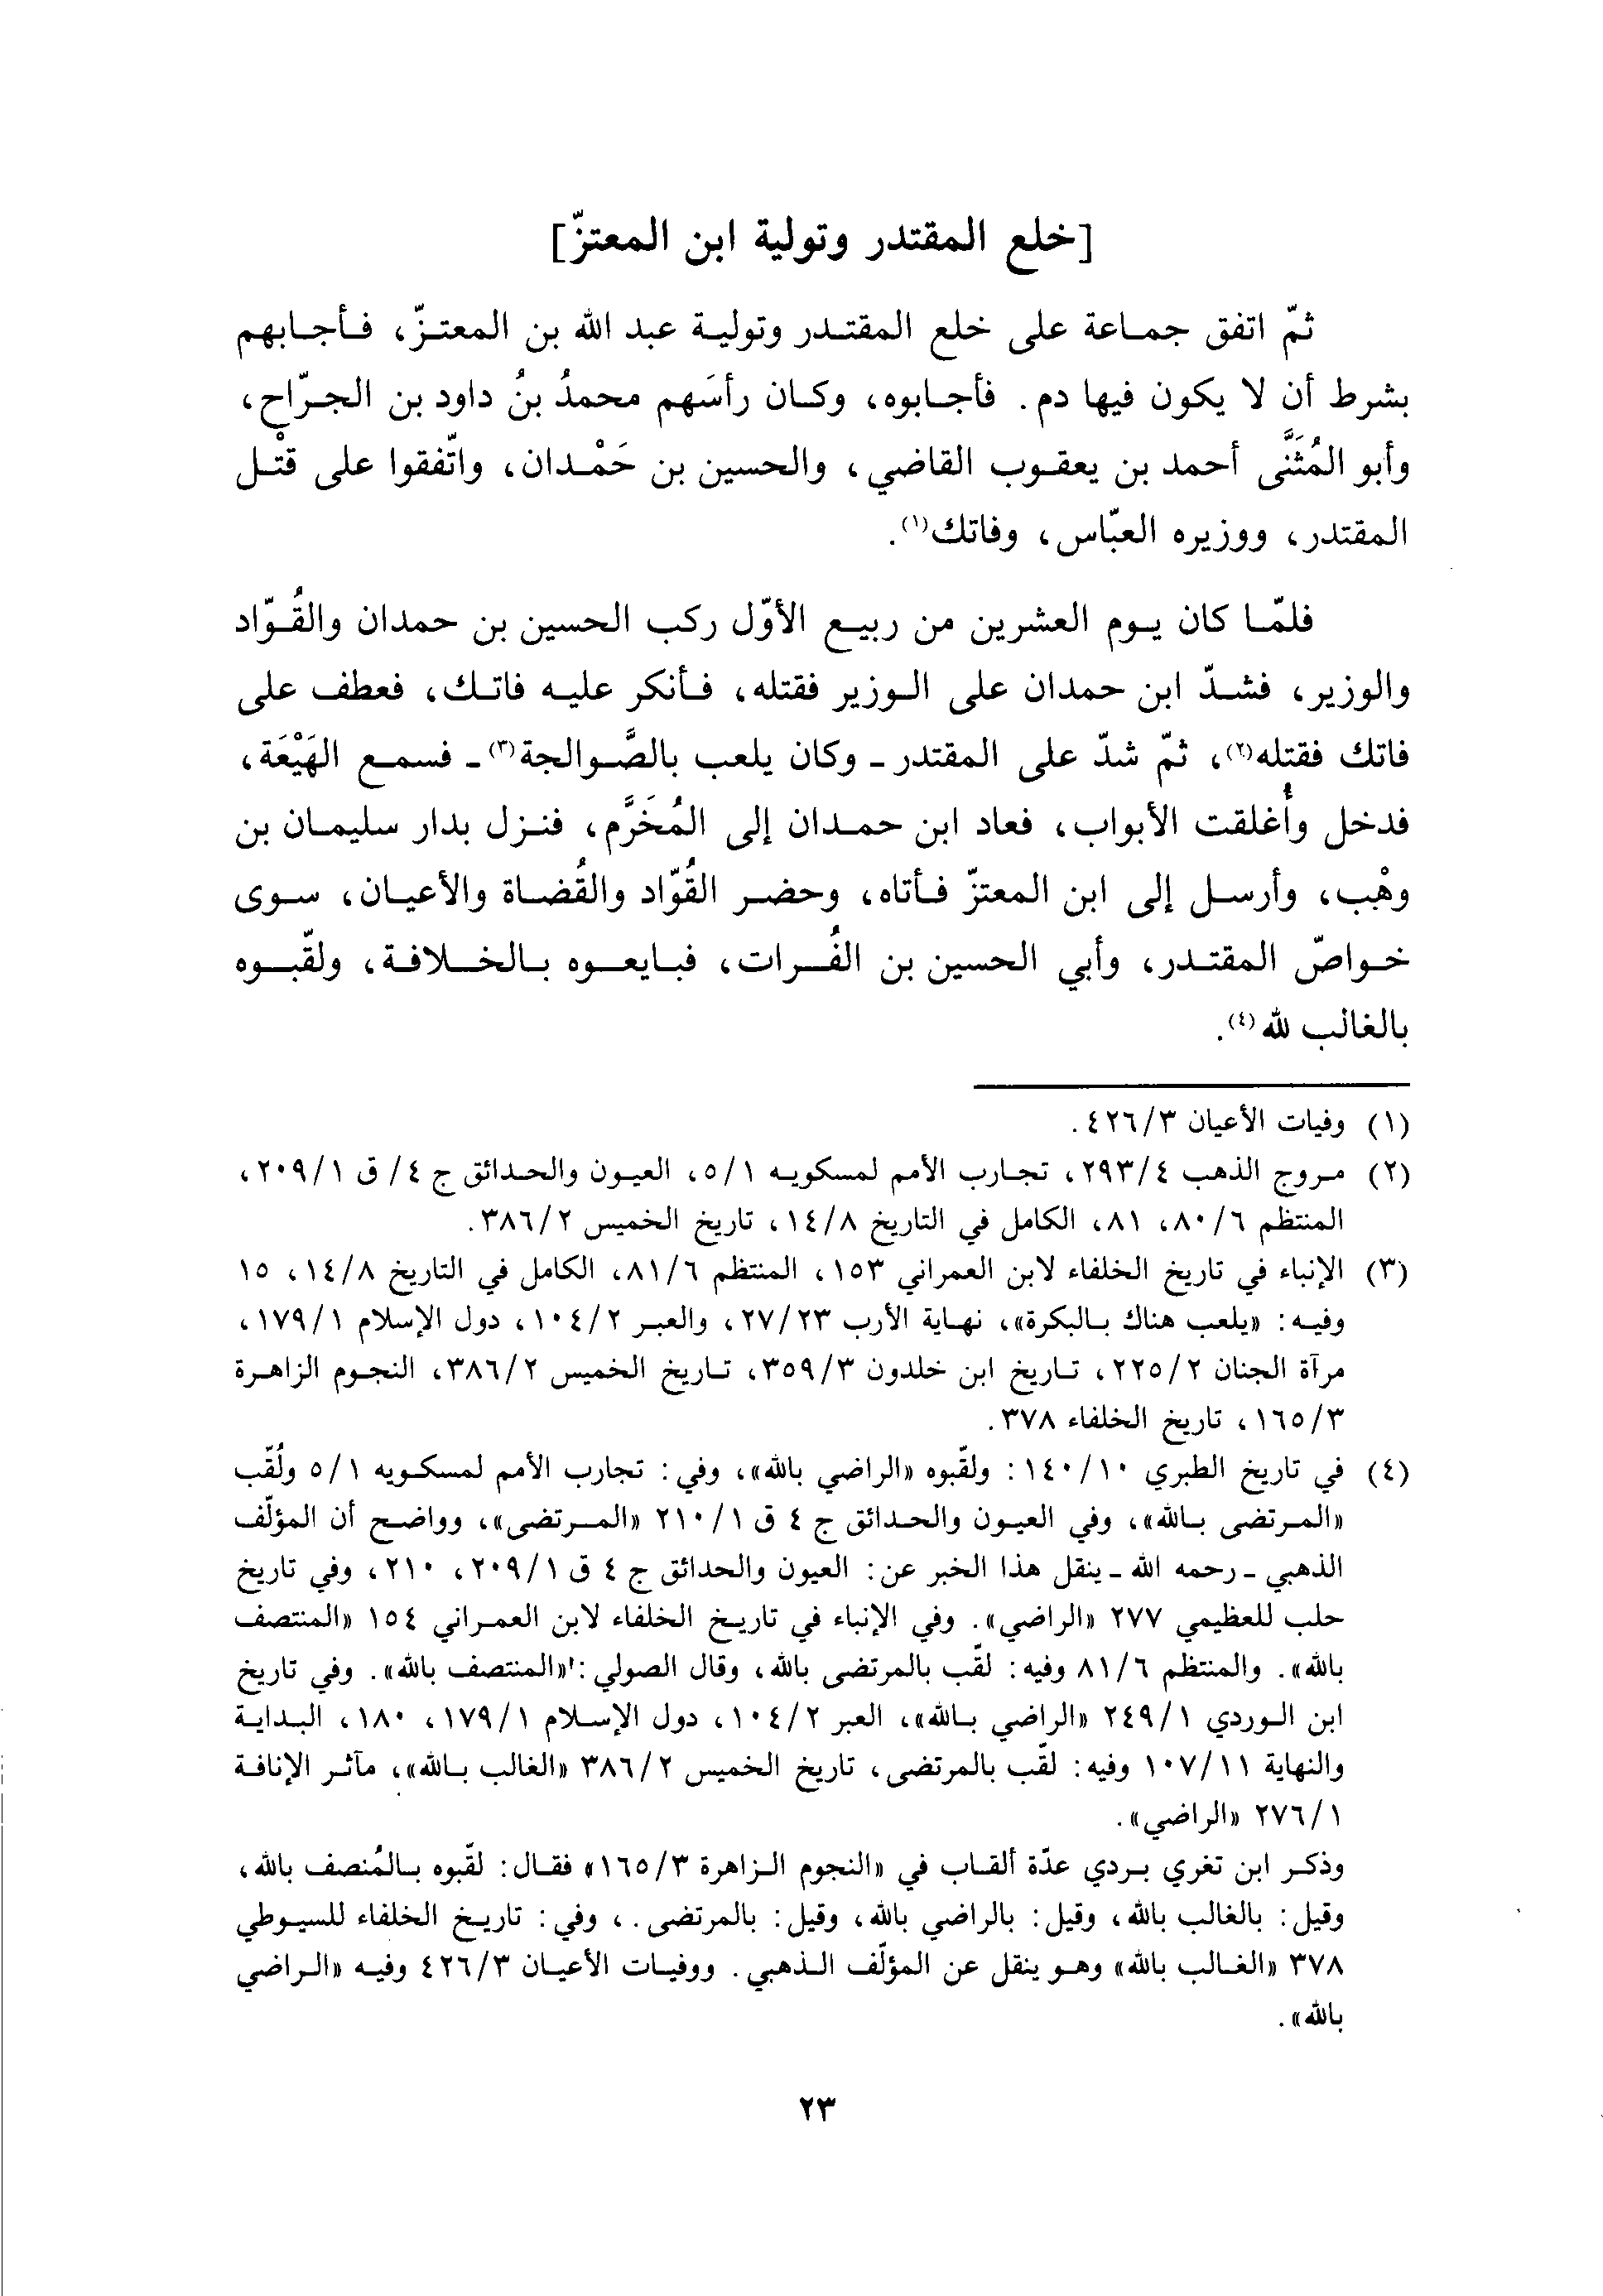 [خلع المقتدر وتولية ابن المعتزّ]
ثمّ اتفق جماعة على خلع المقتدر وتولية عبد الله بن المعتزّ، فأجابهم
بشرط أن لا يكون فيها دم. فأجابوه، وكان رأسَهم محمدُ بنُ داود بن الجرّاح،
وأبو المُثَنَّى أحمد بن يعقوب القاضي، والحسين بن حَمْدان، واتّفقوا على قتْل
المقتدر، ووزيره العبّاس، وفاتك(١).
فلمّا كان يوم العشرين من ربيع الأوّل ركب الحسين بن حمدان والقُوّاد
والوزير، فشدّ ابن حمدان على الوزير فقتله، فأنكر عليه فاتك، فعطف على
فاتك فقتله(٢)، ثمّ شدّ على المقتدر ـ وكان يلعب بالصَّوالجة(٣) ـ فسمع الهَيْعَة،
فدخل وأُغلقت الأبواب، فعاد ابن حمدان إلى المُخَرَّم، فنزل بدار سليمان بن
وهْب، وأرسل إلى ابن المعتزّ فأتاه، وحضر القُوّاد والقُضاة والأعيان، سوى
خواصّ المقتدر، وأبي الحسين بن الفُرات، فبايعوه بالخلافة، ولقّبوه
بالغالب لله(٤).
(١) وفيات الأعيان ٤٢٦/٣.
(٢) مروج الذهب ٢٩٣/٤، تجارب الأمم لمسكويه ٥/١، العيون والحدائق ج ٤/ ق ٢٠٩/١،
المنتظم ٨٠/٦، ٨١، الكامل في التاريخ ١٤/٨، تاريخ الخميس ٣٨٦/٢.
(٣) الإنباء في تاريخ الخلفاء لابن العمراني ١٥٣، المنتظم ٨١/٦، الكامل في التاريخ ١٤/٨، ١٥
وفيه: «يلعب هناك بالبكرة»، نهاية الأرب ٢٧/٢٣، والعبر ١٠٤/٢، دول الإسلام ١٧٩/١،
مرآة الجنان ٢٢٥/٢، تاريخ ابن خلدون ٣٥٩/٣، تاريخ الخميس ٣٨٦/٢، النجوم الزاهرة
١٦٥/٣، تاريخ الخلفاء ٣٧٨.
(٤) في تاريخ الطبري ١٤٠/١٠: ولقّبوه «الراضي بالله»، وفي: تجارب الأمم لمسكويه ٥/١ ولُقّب
«المرتضى بالله»، وفي العيون والحدائق ج ٤ ق ٢١٠/١ «المرتضى»، وواضح أن المؤلّف
الذهبي ـ رحمه الله ـ ينقل هذا الخبر عن: العيون والحدائق ج ٤ ق ٢٠٩/١، ٢١٠، وفي تاريخ
حلب للعظيمي ٢٧٧ «الراضي». وفي الإنباء في تاريخ الخلفاء لابن العمراني ١٥٤ «المنتصف
بالله». والمنتظم ٨١/٦ وفيه: لقّب بالمرتضى بالله، وقال الصولي: «المنتصف بالله». وفي تاريخ
ابن الوردي ٢٤٩/١ «الراضي بالله»، العبر ١٠٤/٢، دول الإسلام ١٧٩/١، ١٨٠، البداية
والنهاية ١٠٧/١١ وفيه: لقّب بالمرتضى، تاريخ الخميس ٣٨٦/٢ «الغالب بالله»، مآثر الإنافة
٢٧٦/١ «الراضي».
وذكر ابن تغري بردي عدّة ألقاب في «النجوم الزاهرة ١٦٥/٣» فقال: لقّبوه بالمُنصف بالله،
وقيل: بالغالب بالله، وقيل: بالراضي بالله، وقيل: بالمرتضى.، وفي: تاريخ الخلفاء للسيوطي
٣٧٨ «الغالب بالله» وهو ينقل عن المؤلّف الذهبي. ووفيات الأعيان ٤٢٦/٣ وفيه «الراضي
بالله».
٢٣